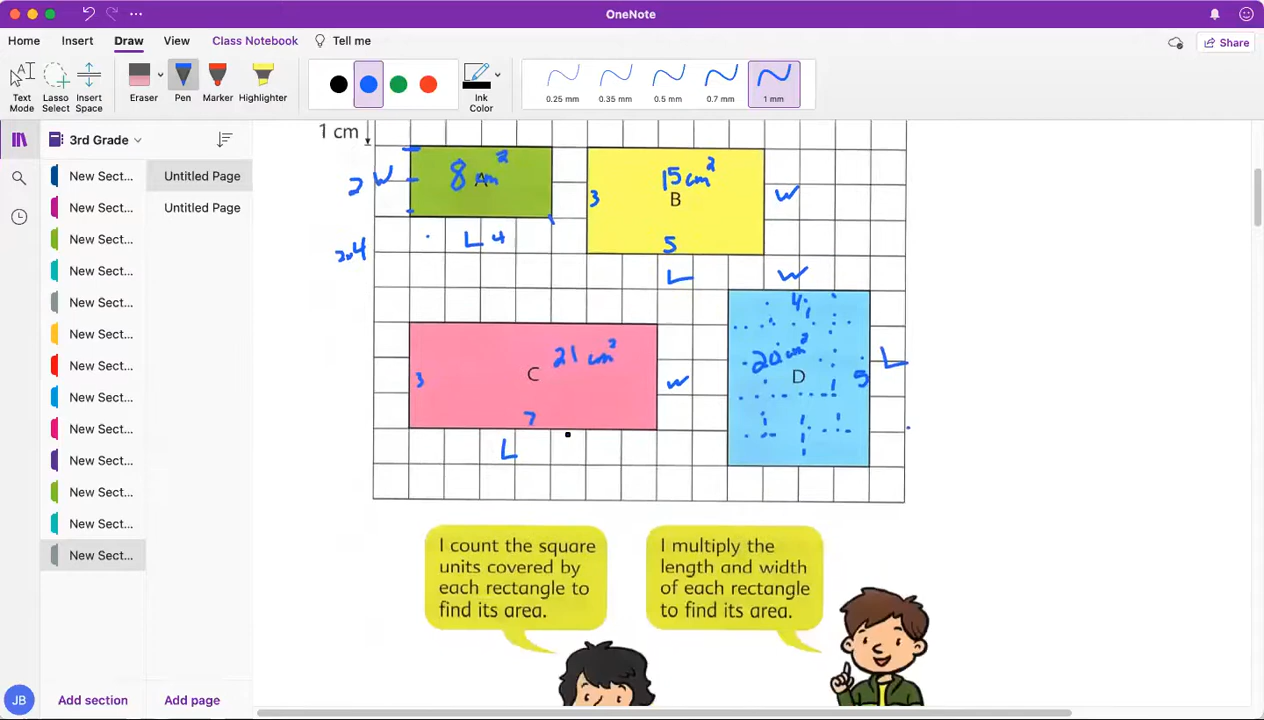 OneNote
Home Insert Draw View Class Notebook Tell me
Share
Text Mode
Lasso Select
Insert Space
Eraser
Pen
Marker
Highlighter
Ink Color
0.25 mm
0.35 mm
0.5 mm
0.7 mm
1 mm
3rd Grade
New Sect...
New Sect...
New Sect...
New Sect...
New Sect...
New Sect...
New Sect...
New Sect...
New Sect...
New Sect...
New Sect...
New Sect...
New Sect...
Untitled Page
Untitled Page
1 cm
2 W 8 cm²
A
L 4
15 cm²
3 B W
5
L
W
4
21 cm²
3 C W
7
L
20 cm²
D 5 L
I count the square
units covered by
each rectangle to
find its area.
I multiply the
length and width
of each rectangle
to find its area.
JB
Add section
Add page